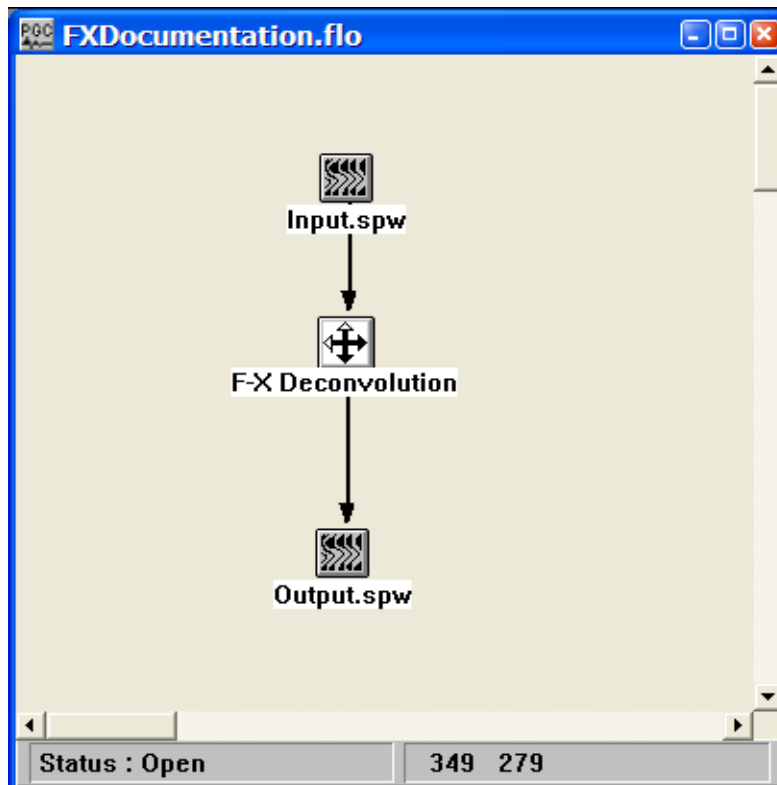 FXDocumentation.flo
Input.spw
F-X Deconvolution
Output.spw
Status : Open
349 279